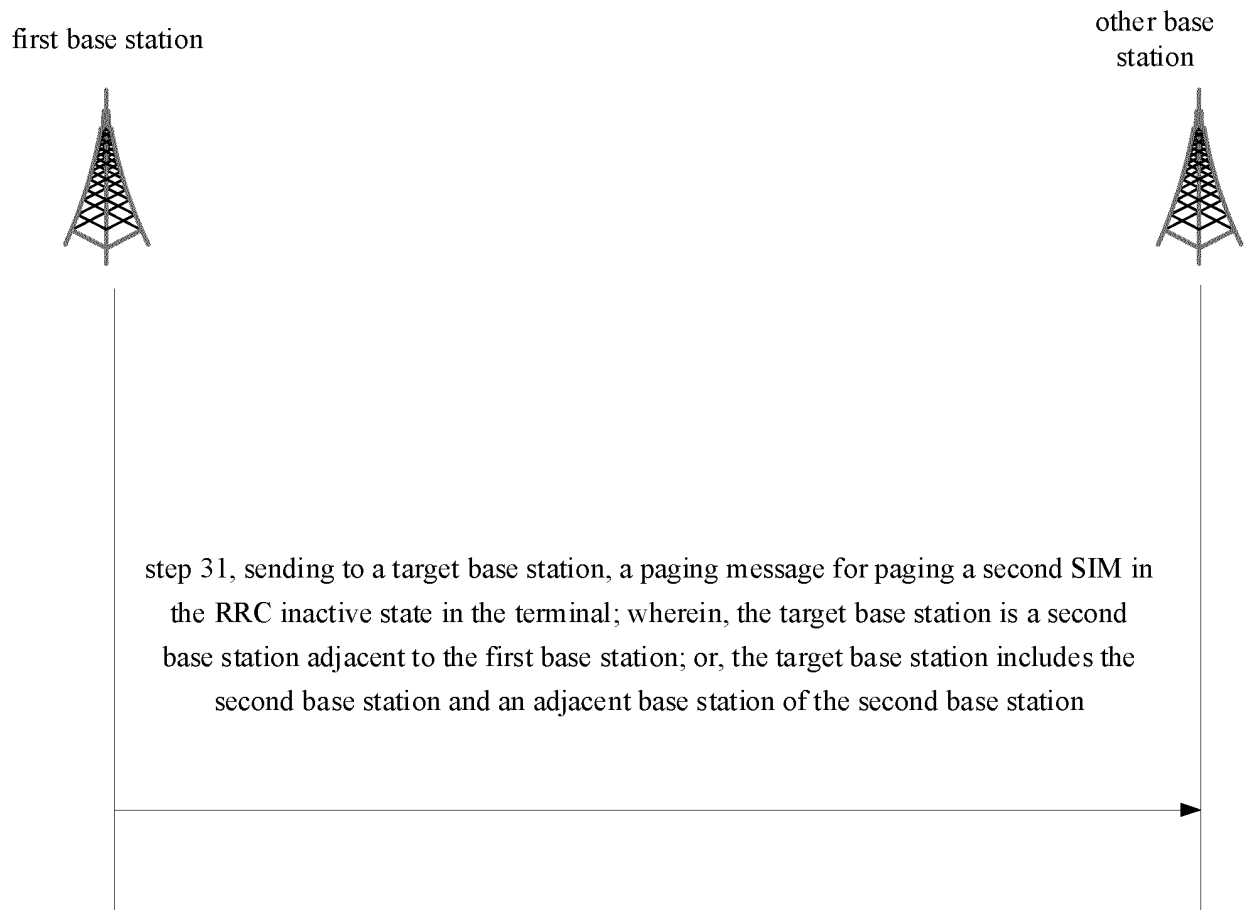 first base station
other base
station
step 31, sending to a target base station, a paging message for paging a second SIM in
the RRC inactive state in the terminal; wherein, the target base station is a second
base station adjacent to the first base station; or, the target base station includes the
second base station and an adjacent base station of the second base station